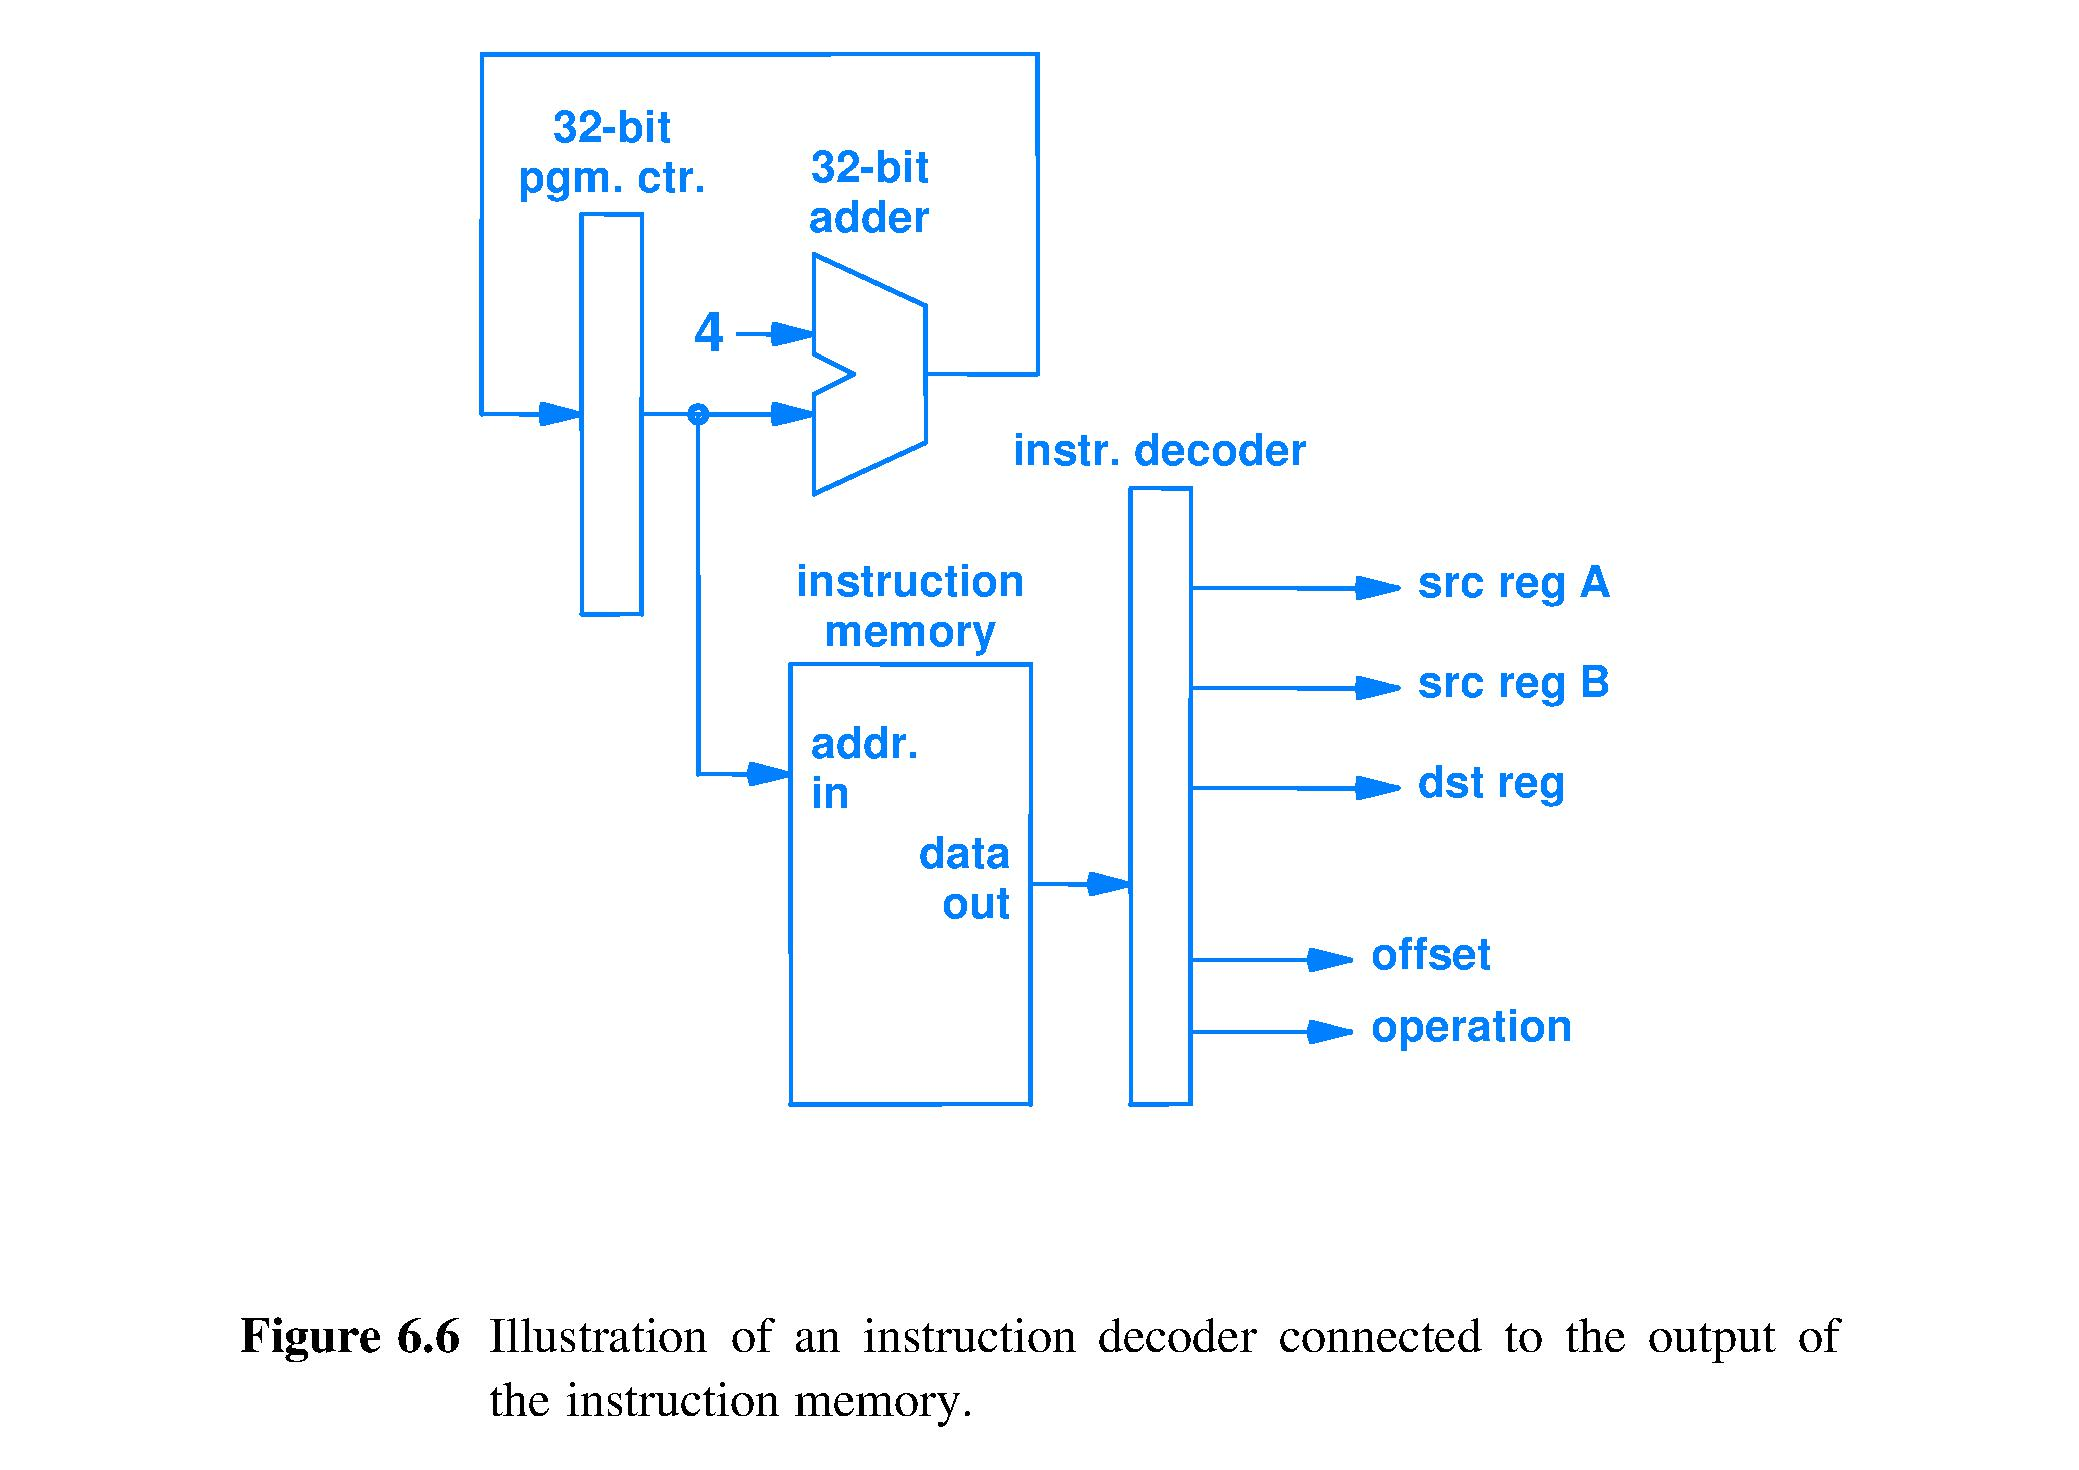 32-bit
pgm. ctr.
32-bit
adder
4
instr. decoder
instruction
memory
addr.
in
data
out
src reg A
src reg B
dst reg
offset
operation
Figure 6.6 Illustration of an instruction decoder connected to the output of
the instruction memory.